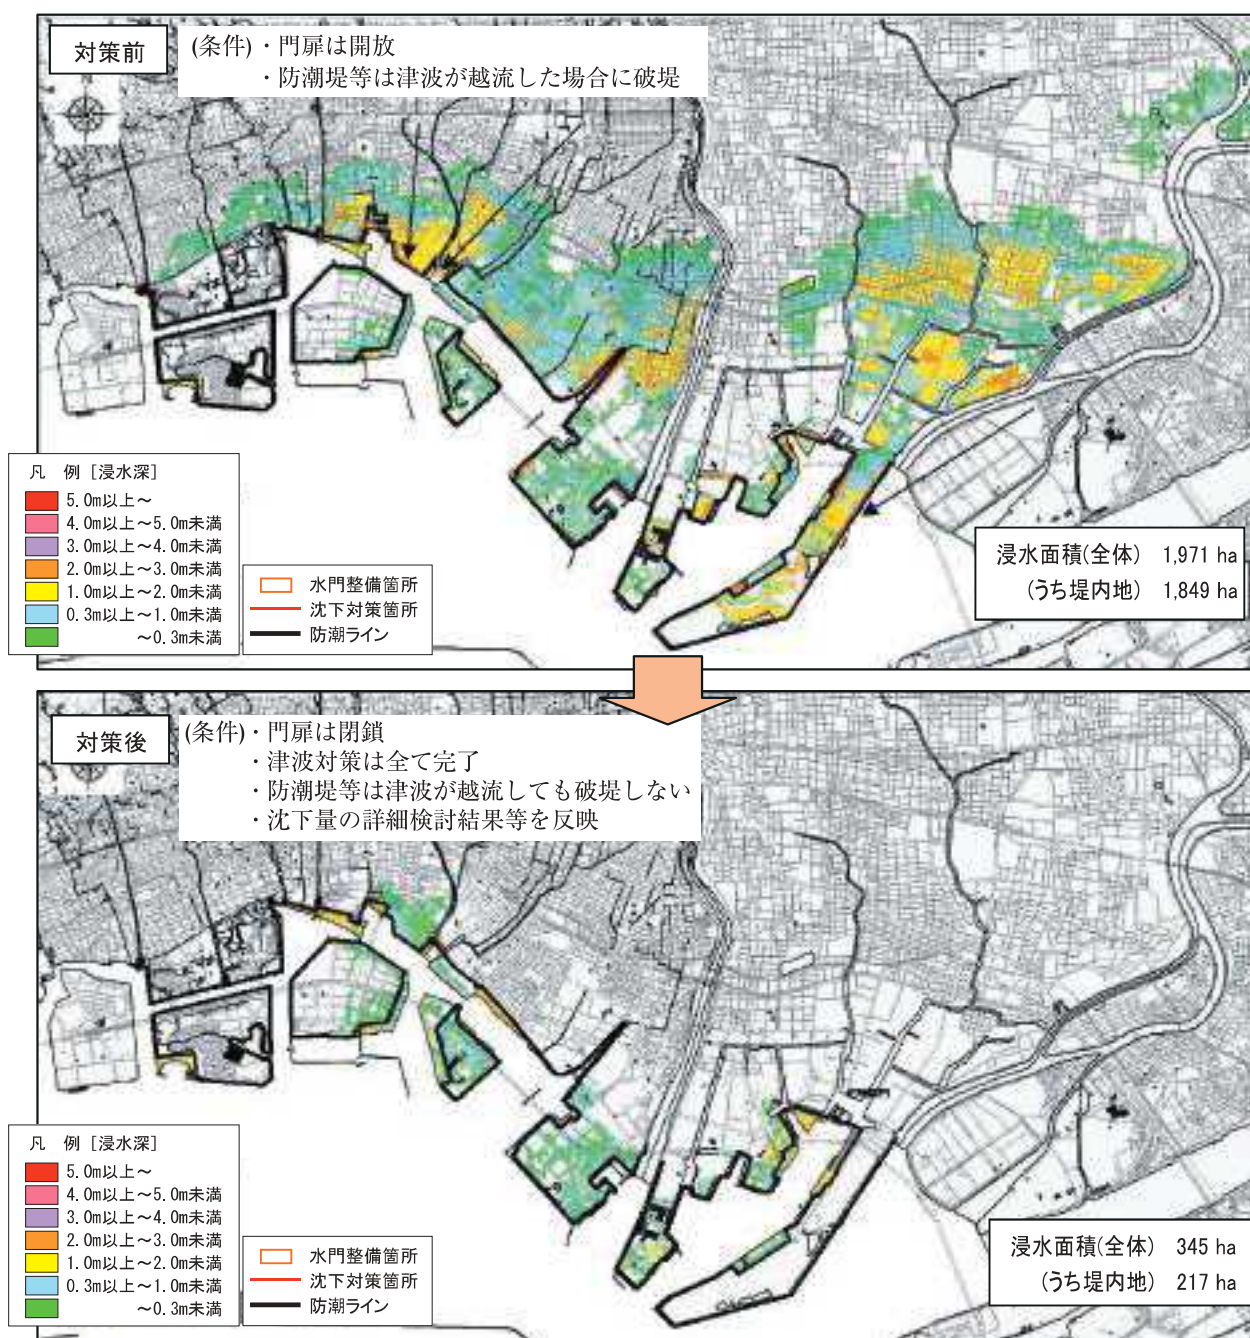 対策前
(条件)・門扉は開放
・防潮堤等は津波が越流した場合に破堤
凡 例 [浸水深]
5.0m以上～
4.0m以上～5.0m未満
3.0m以上～4.0m未満
2.0m以上～3.0m未満
1.0m以上～2.0m未満
0.3m以上～1.0m未満
～0.3m未満
水門整備箇所
沈下対策箇所
防潮ライン
浸水面積(全体) 1,971 ha
(うち堤内地) 1,849 ha
対策後
(条件)・門扉は閉鎖
・津波対策は全て完了
・防潮堤等は津波が越流しても破堤しない
・沈下量の詳細検討結果等を反映
凡 例 [浸水深]
5.0m以上～
4.0m以上～5.0m未満
3.0m以上～4.0m未満
2.0m以上～3.0m未満
1.0m以上～2.0m未満
0.3m以上～1.0m未満
～0.3m未満
水門整備箇所
沈下対策箇所
防潮ライン
浸水面積(全体) 345 ha
(うち堤内地) 217 ha